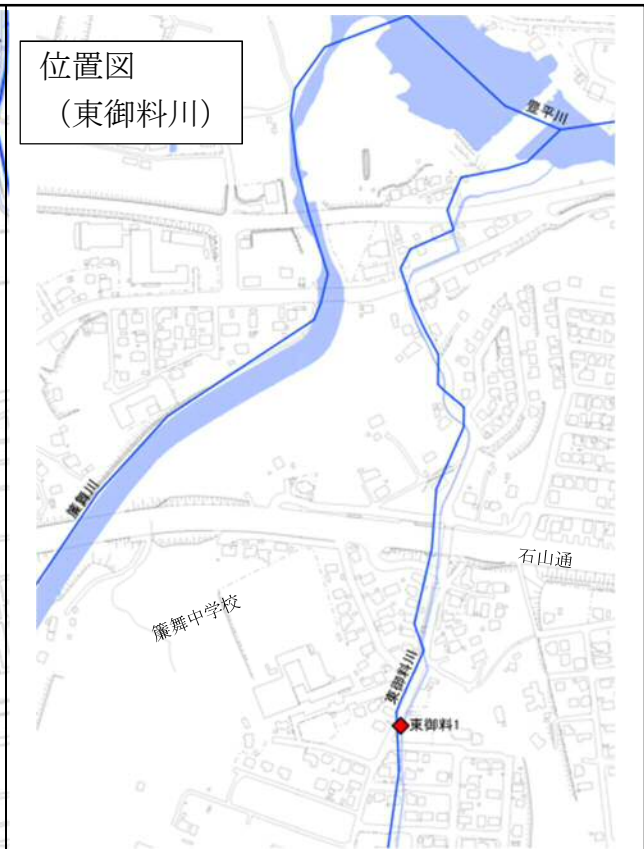 位置図
（東御料川）
豊平川
簾舞川
石山通
簾舞中学校
東御料川
東御料1